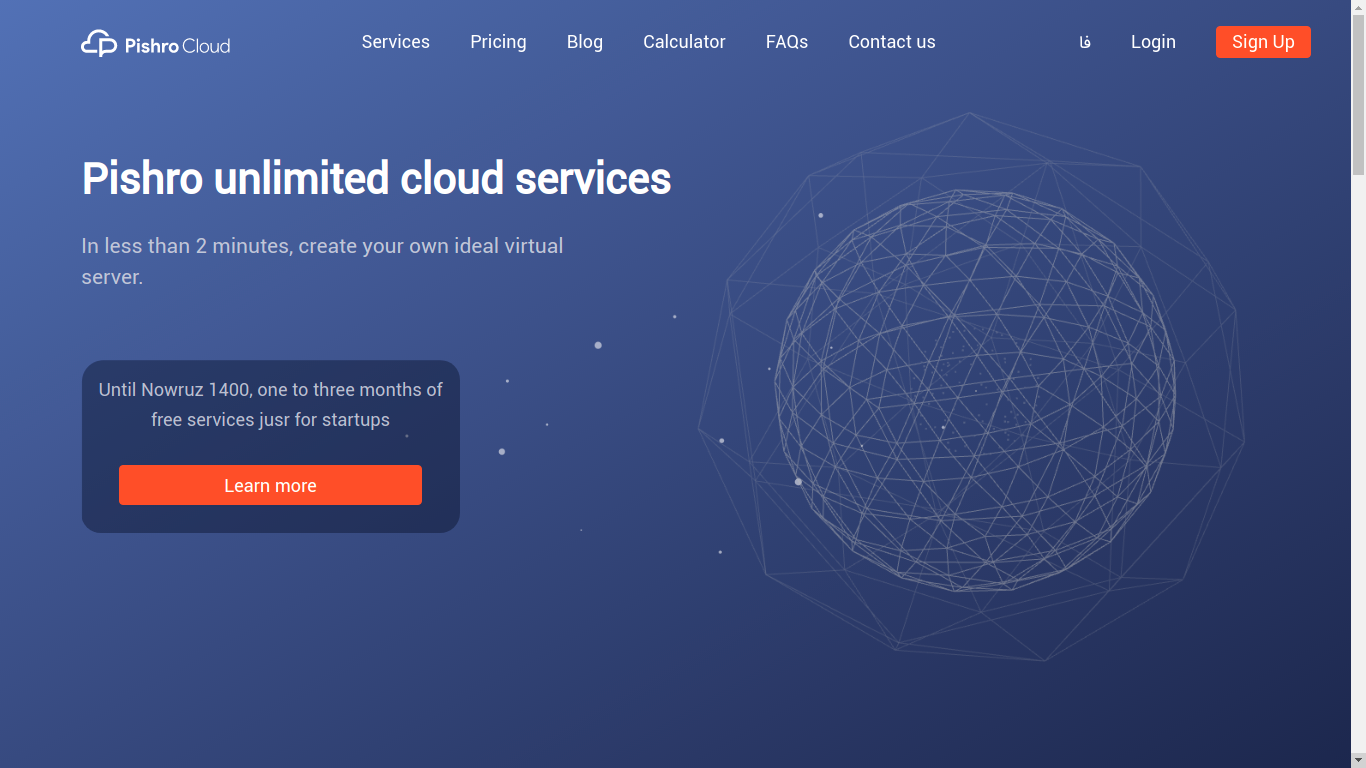 Pishro Cloud
Services
Pricing
Blog
Calculator
FAQs
Contact us
فا
Login
Sign Up
Pishro unlimited cloud services
In less than 2 minutes, create your own ideal virtual
server.
Until Nowruz 1400, one to three months of
free services jusr for startups
Learn more